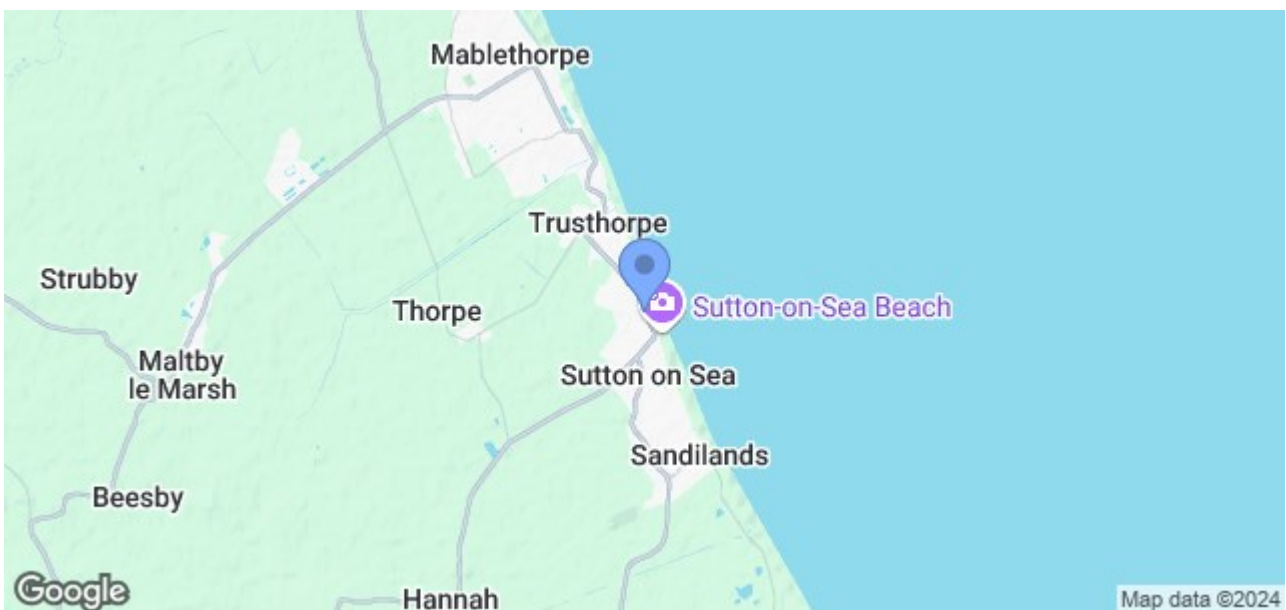 Mablethorpe
Trusthorpe
Strubby
Thorpe
Sutton-on-Sea Beach
Maltby
le Marsh
Sutton on Sea
Sandilands
Beesby
Hannah
Google
Map data ©2024